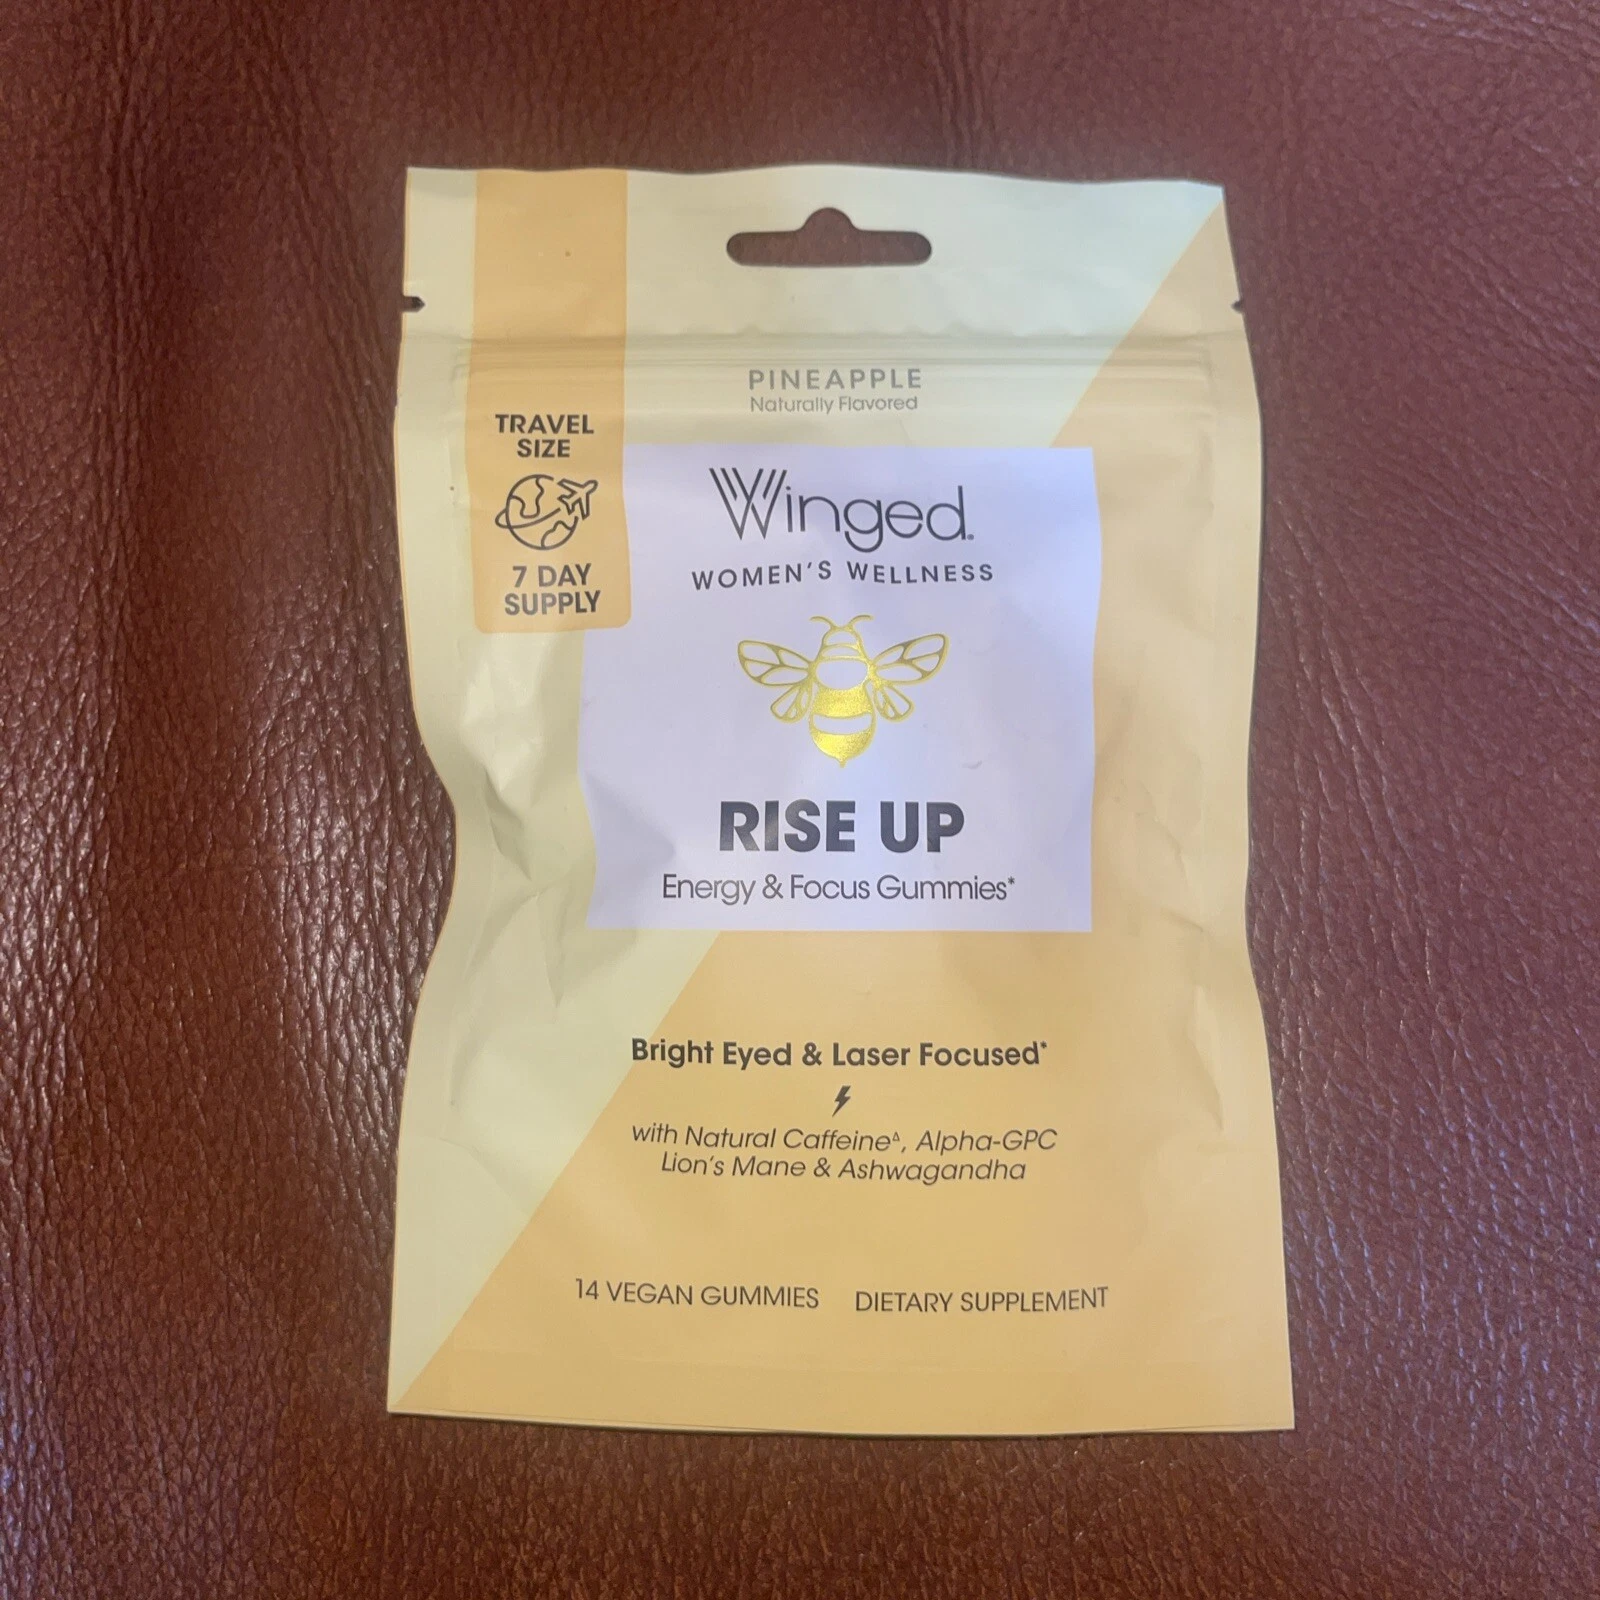 PINEAPPLE
Naturally Flavored
TRAVEL
SIZE
7 DAY
SUPPLY
Winged®
WOMEN'S WELLNESS
RISE UP
Energy & Focus Gummies*
Bright Eyed & Laser Focused*
with Natural Caffeine∆, Alpha-GPC
Lion's Mane & Ashwagandha
14 VEGAN GUMMIES DIETARY SUPPLEMENT